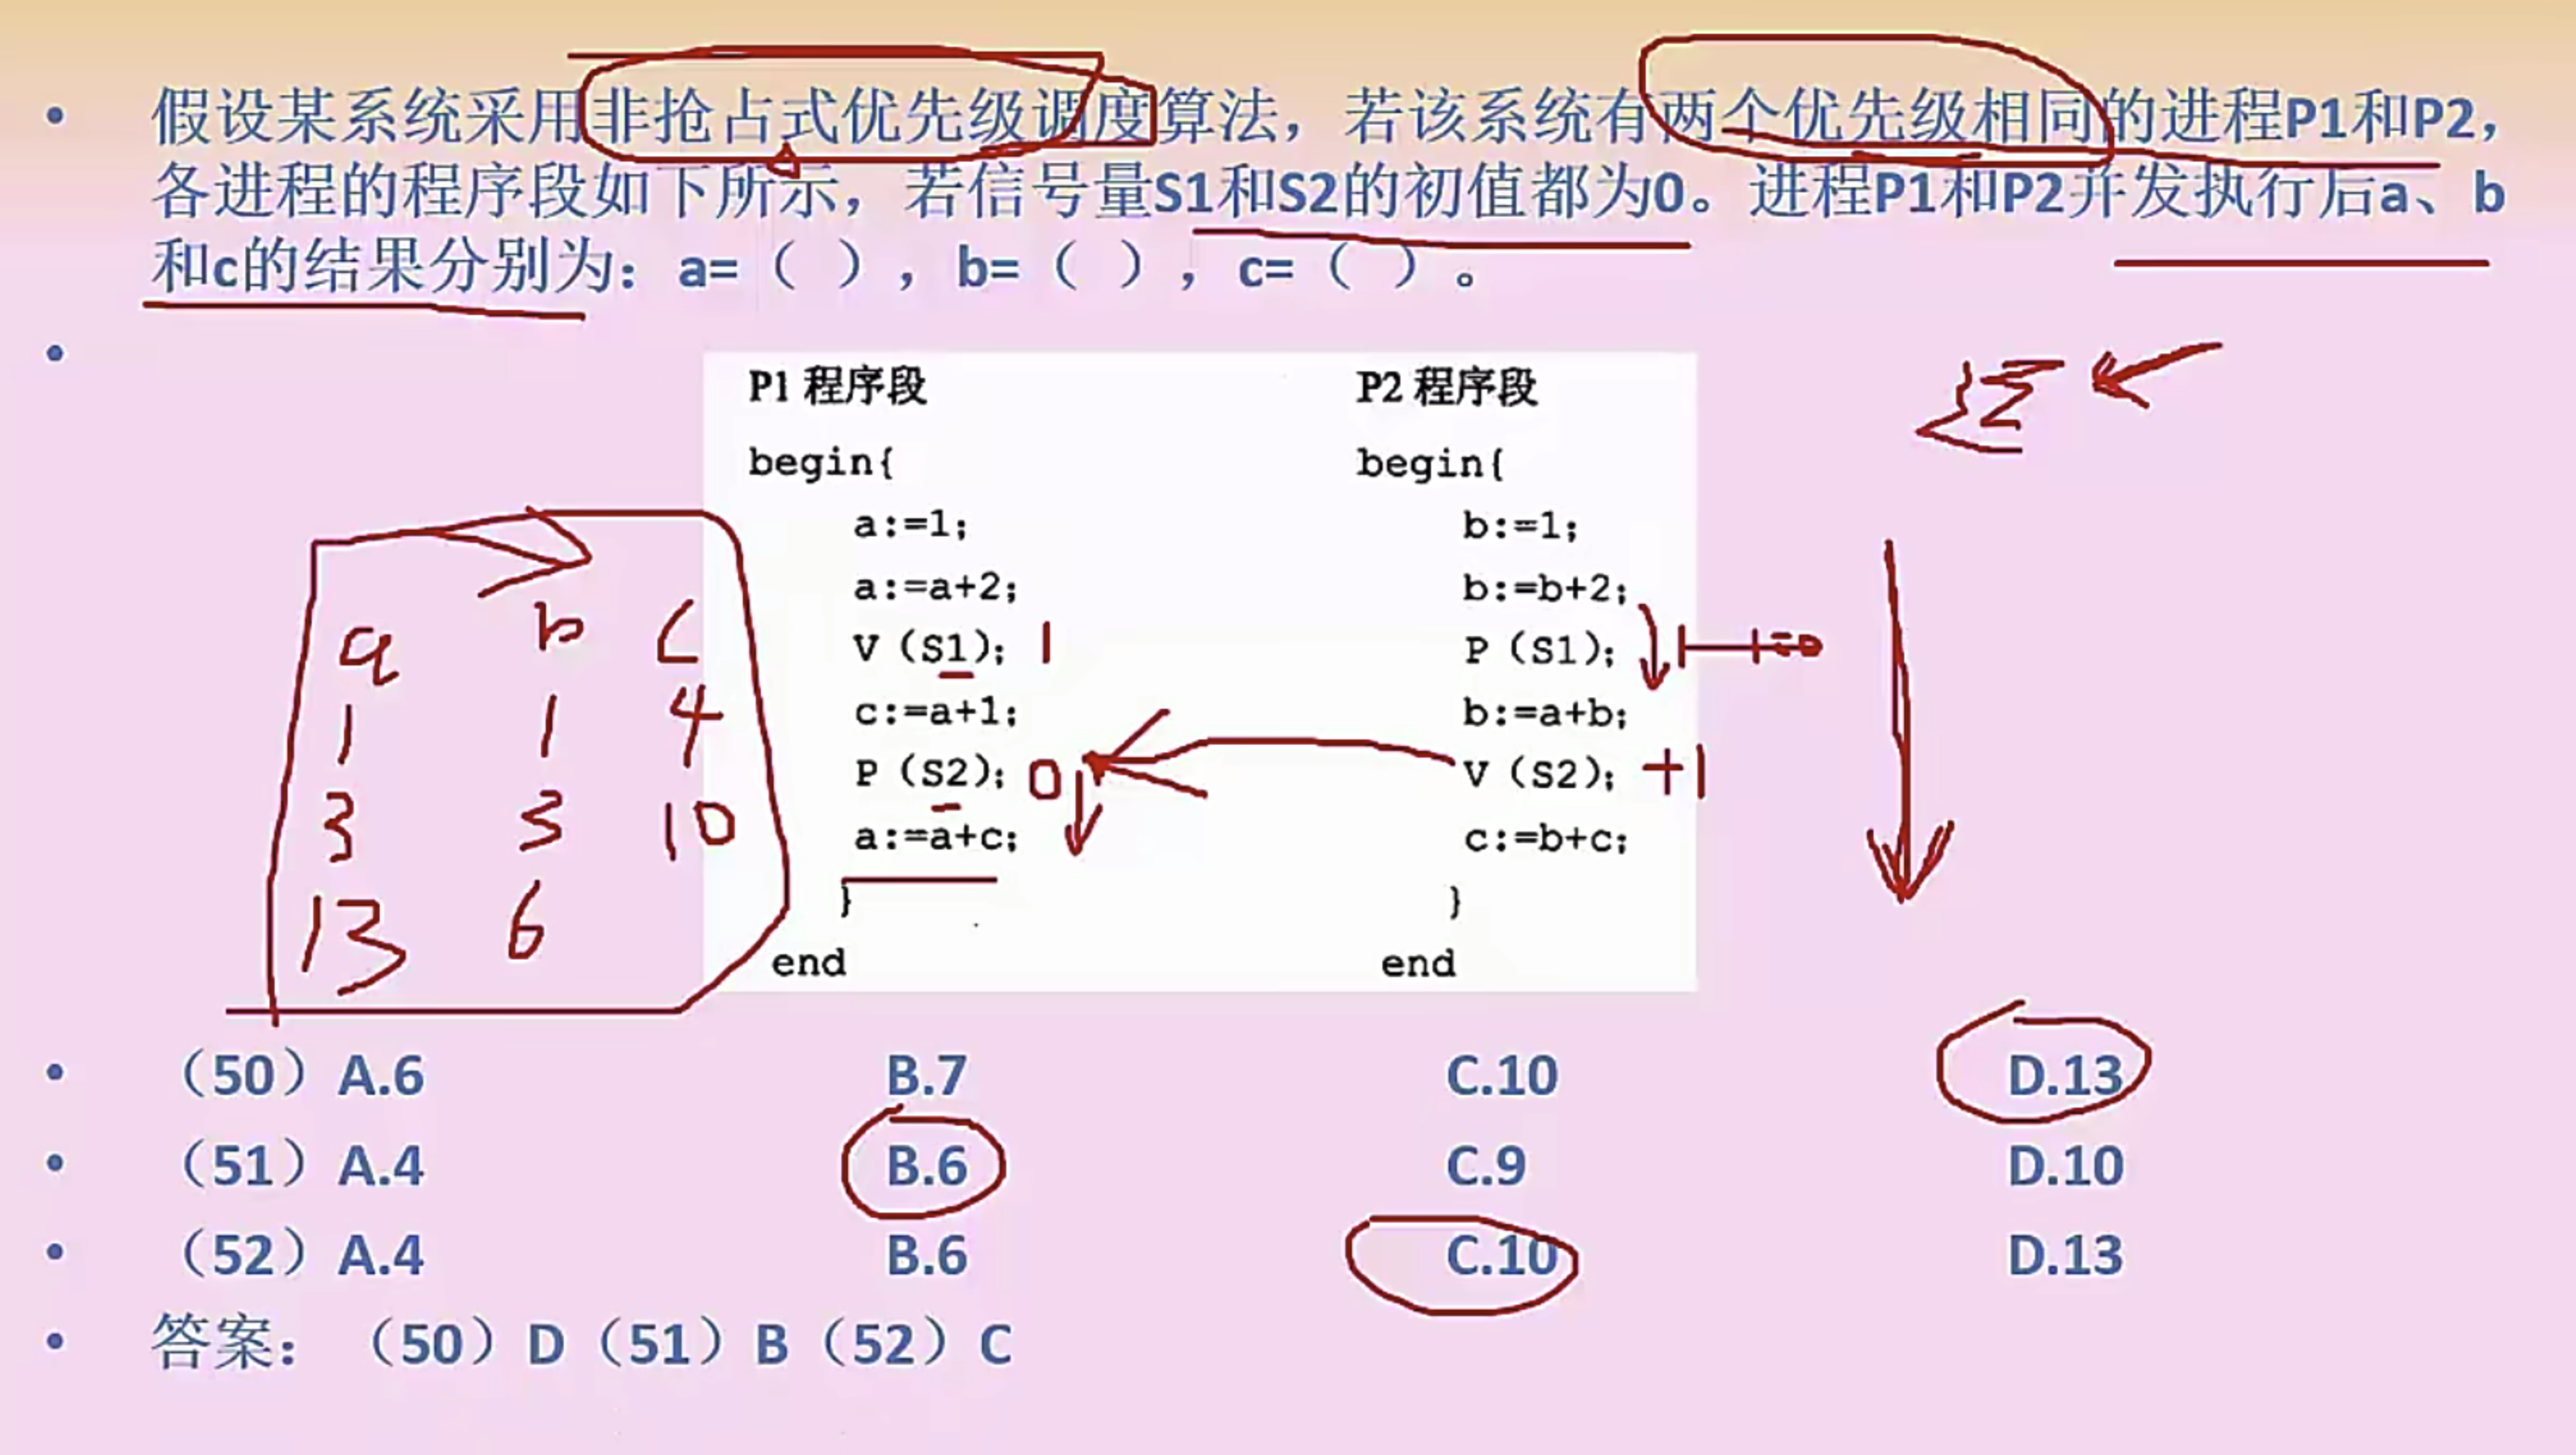 假设某系统采用非抢占式优先级调度算法，若该系统有两个优先级相同的进程P1和P2，
各进程的程序段如下所示，若信号量S1和S2的初值都为0。进程P1和P2并发执行后a、b
和c的结果分别为：a=（ ），b=（ ），c=（ ）。
P1 程序段 P2 程序段
begin{ begin{
a:=1; b:=1;
a:=a+2; b:=b+2;
V（S1）; 1 P（S1）; 1-1=0
c:=a+1; b:=a+b;
P（S2）; 0 V（S2）; +1
a:=a+c; c:=b+c;
} }
end end
a b c
1 1 4
3 3 10
13 6
（50）A.6 B.7 C.10 D.13
（51）A.4 B.6 C.9 D.10
（52）A.4 B.6 C.10 D.13
答案：（50）D（51）B（52）C